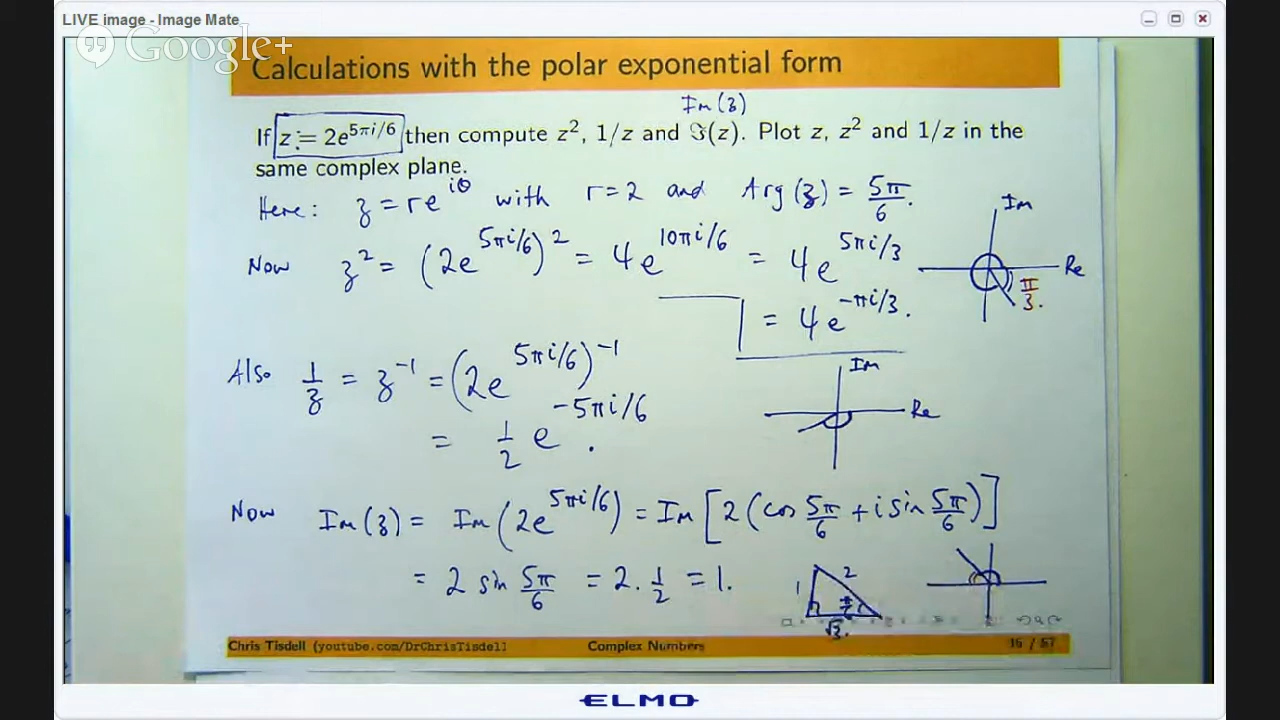 LIVE image - Image Mate
Google+
Calculations with the polar exponential form
Im(z)
If z := 2e^{5πi/6} then compute z², 1/z and ℑ(z). Plot z, z² and 1/z in the
same complex plane.
Here: z = re^{iθ} with r=2 and Arg(z) = 5π/6.
Im
Now z² = (2e^{5πi/6})² = 4e^{10πi/6} = 4e^{5πi/3}
Re
π/3.
= 4e^{-πi/3}.
Also 1/z = z^{-1} = (2e^{5πi/6})^{-1}
Im
Re
= 1/2 e^{-5πi/6}.
Now Im(z) = Im(2e^{5πi/6}) = Im[2(cos 5π/6 + i sin 5π/6)]
= 2 sin 5π/6 = 2. 1/2 = 1.
1 2
√3.
Chris Tisdell (youtube.com/DrChrisTisdell) Complex Numbers 16 / 57
ELMO